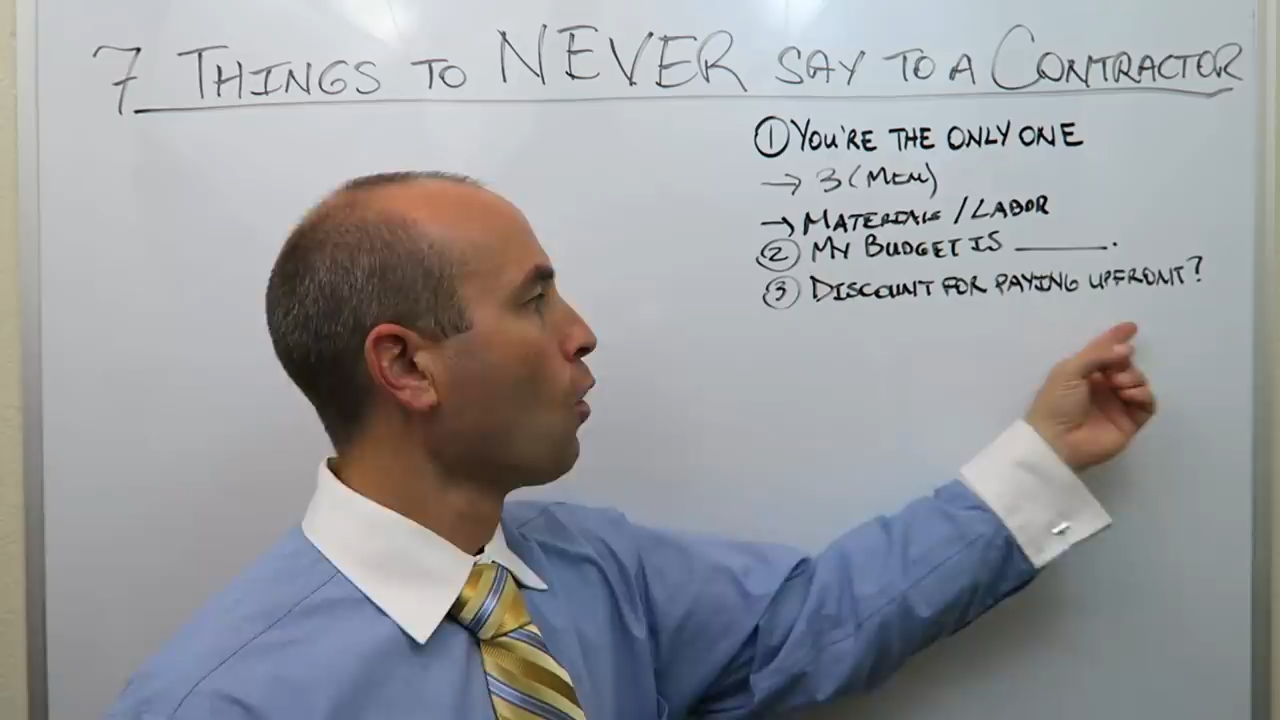 7 THINGS TO NEVER SAY TO A CONTRACTOR
① YOU'RE THE ONLY ONE
→ 3 (MEN)
→ MATERIALS / LABOR
② MY BUDGET IS ______.
③ DISCOUNT FOR PAYING UPFRONT?